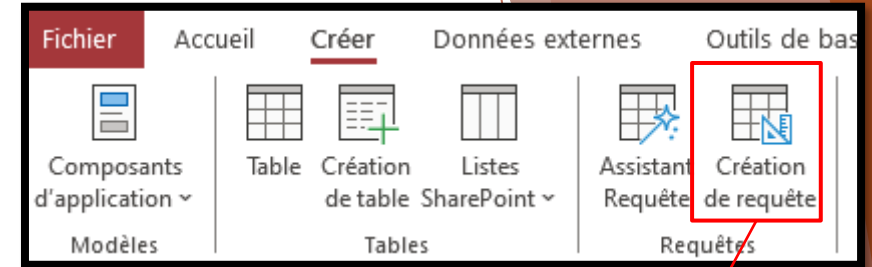 Fichier Accueil Créer Données externes Outils de bas
Composants d'application
Table
Création de table
Listes SharePoint
Assistant Requête
Création de requête
Modèles Tables Requêtes